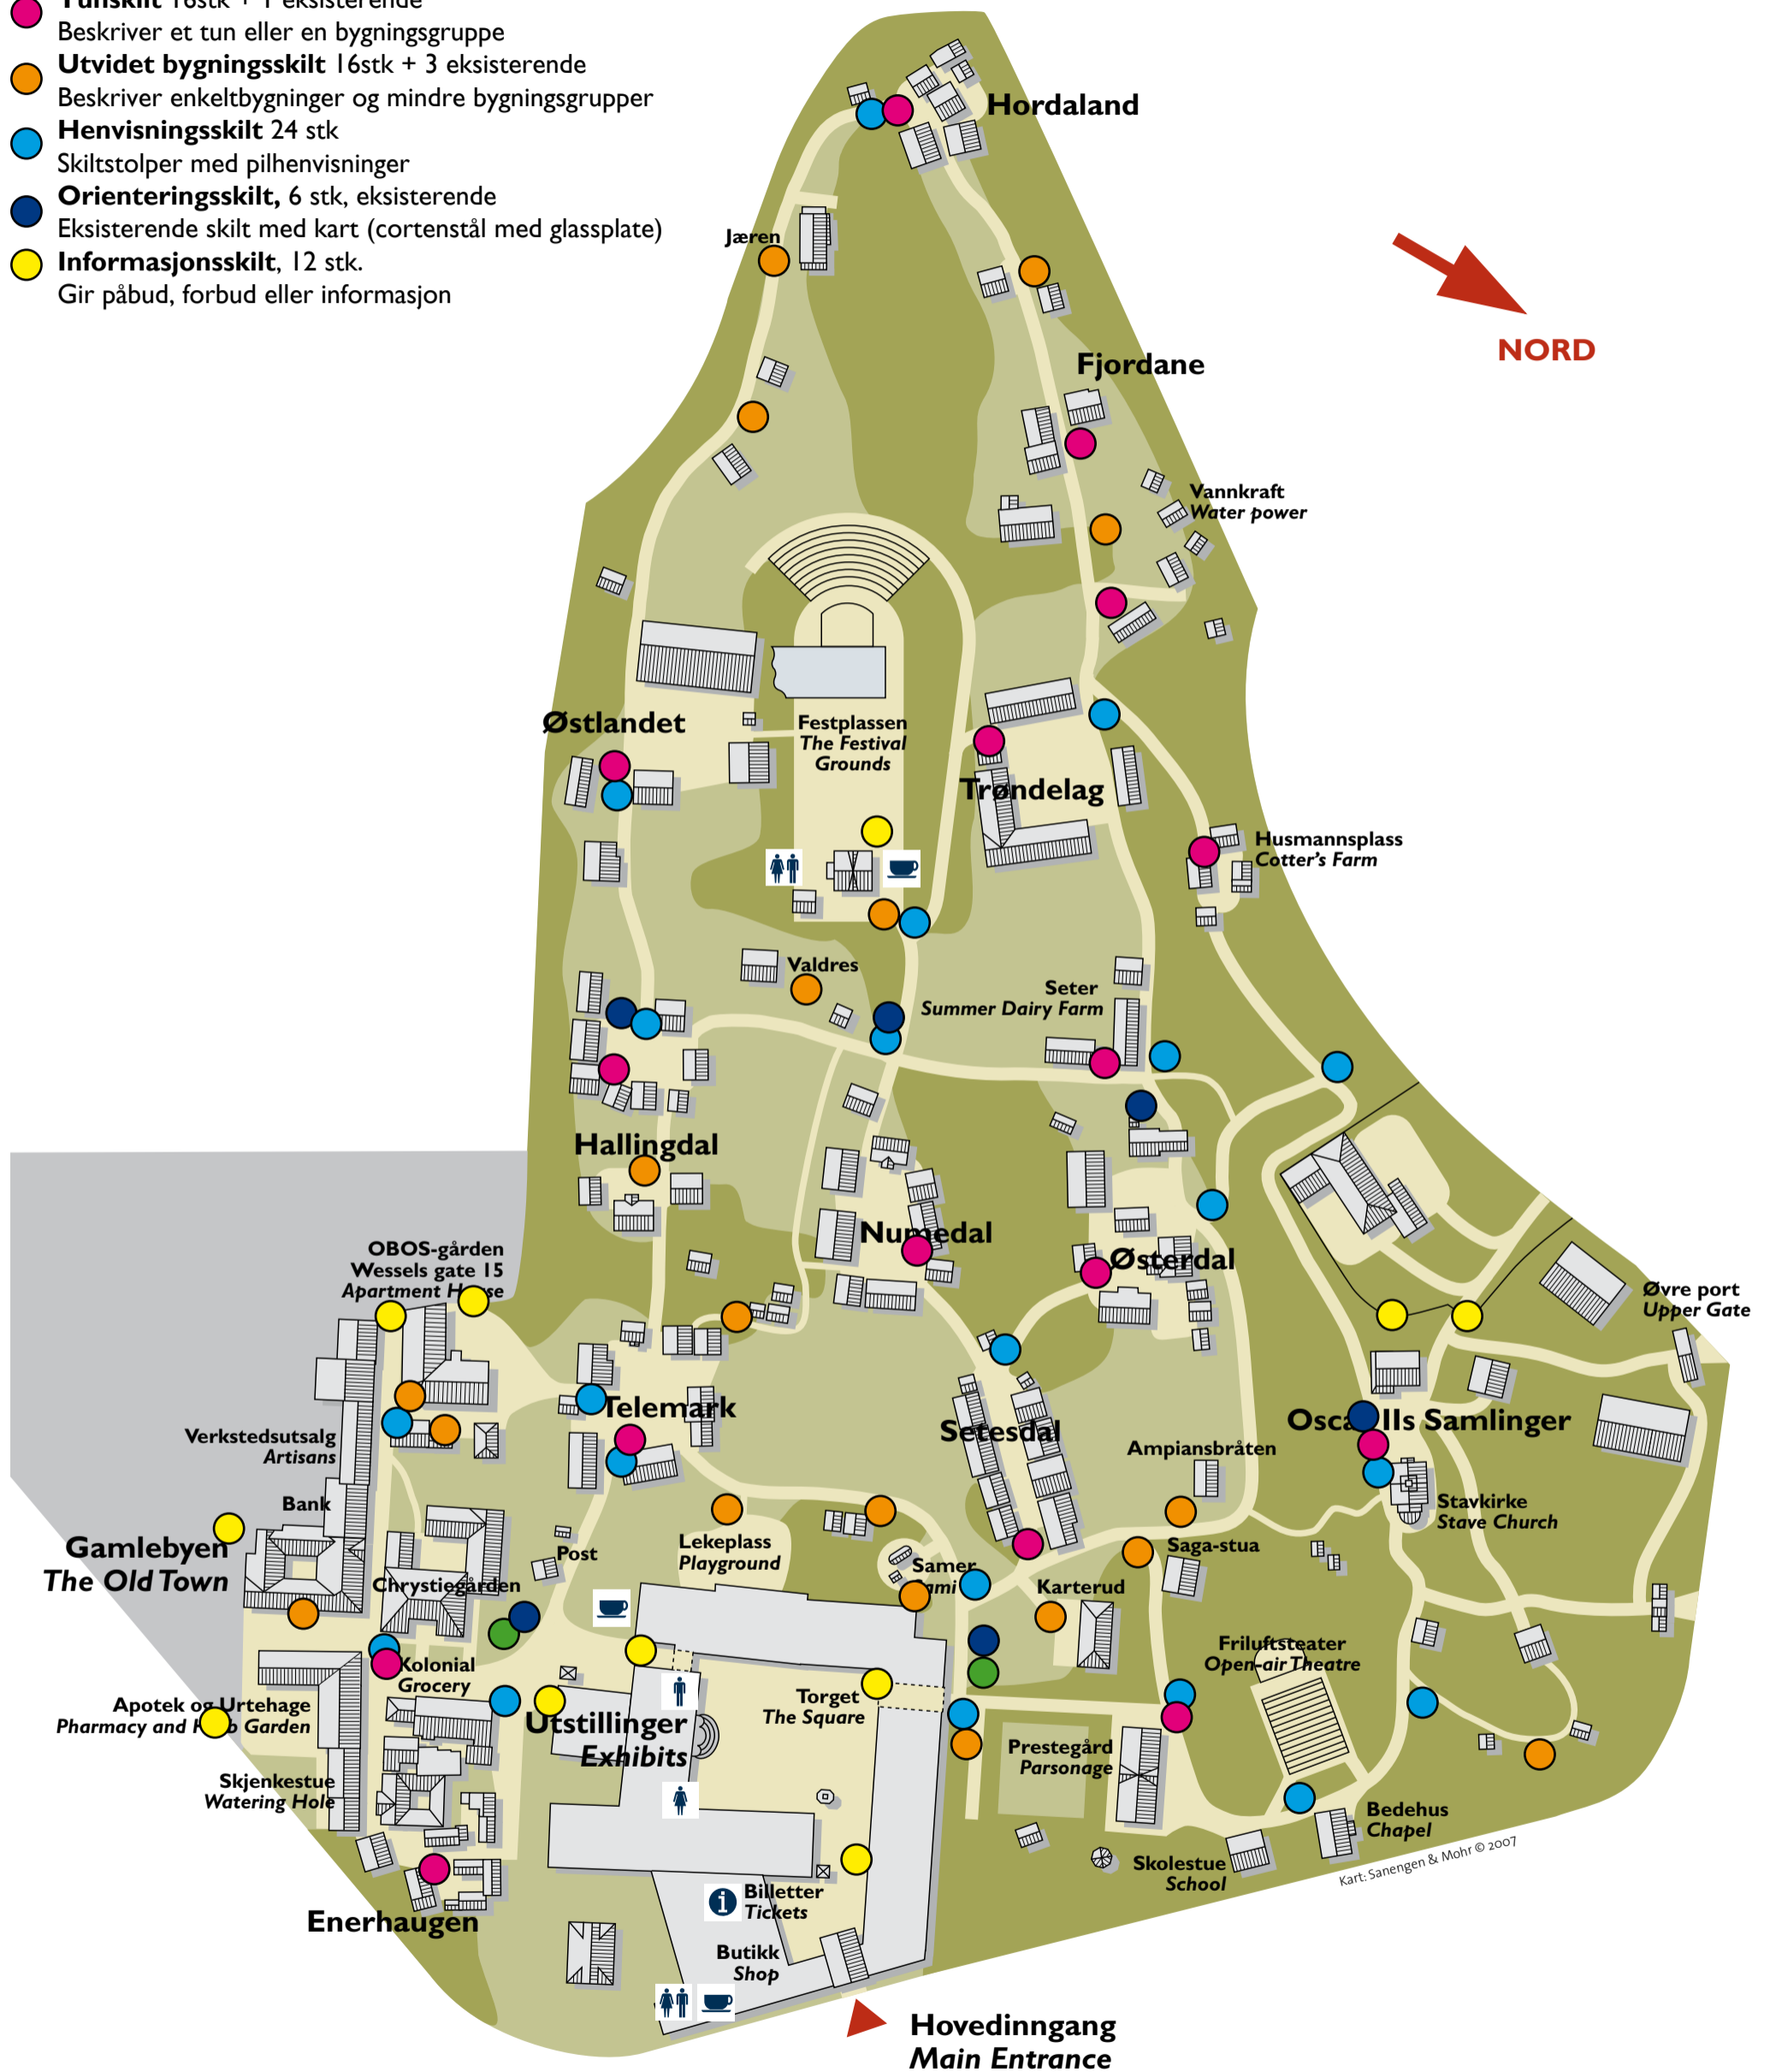 Tunskilt 16stk + 1 eksisterende
Beskriver et tun eller en bygningsgruppe
Utvidet bygningsskilt 16stk + 3 eksisterende
Beskriver enkeltbygninger og mindre bygningsgrupper
Henvisningsskilt 24 stk
Skiltstolper med pilhenvisninger
Orienteringsskilt, 6 stk, eksisterende
Eksisterende skilt med kart (cortenstål med glassplate)
Informasjonsskilt, 12 stk.
Gir påbud, forbud eller informasjon
Hordaland
Jæren
NORD
Fjordane
Vannkraft
Water power
Østlandet
Festplassen
The Festival
Grounds
Trøndelag
Husmannsplass
Cotter's Farm
Valdres
Seter
Summer Dairy Farm
Hallingdal
Numedal
Østerdal
OBOS-gården
Wessels gate 15
Apartment House
Øvre port
Upper Gate
Telemark
Setesdal
Oscar IIs Samlinger
Verkstedsutsalg
Artisans
Ampiansbråten
Bank
Stavkirke
Stave Church
Gamlebyen
The Old Town
Post
Lekeplass
Playground
Saga-stua
Chrystiegården
Samer
Sami
Karterud
Kolonial
Grocery
Friluftsteater
Open-air Theatre
Apotek og Urtehage
Pharmacy and Herb Garden
Utstillinger
Exhibits
Torget
The Square
Prestegård
Parsonage
Skjenkestue
Watering Hole
Bedehus
Chapel
Kart: Sanengen & Mohr © 2007
Skolestue
School
i
Billetter
Tickets
Enerhaugen
Butikk
Shop
Hovedinngang
Main Entrance